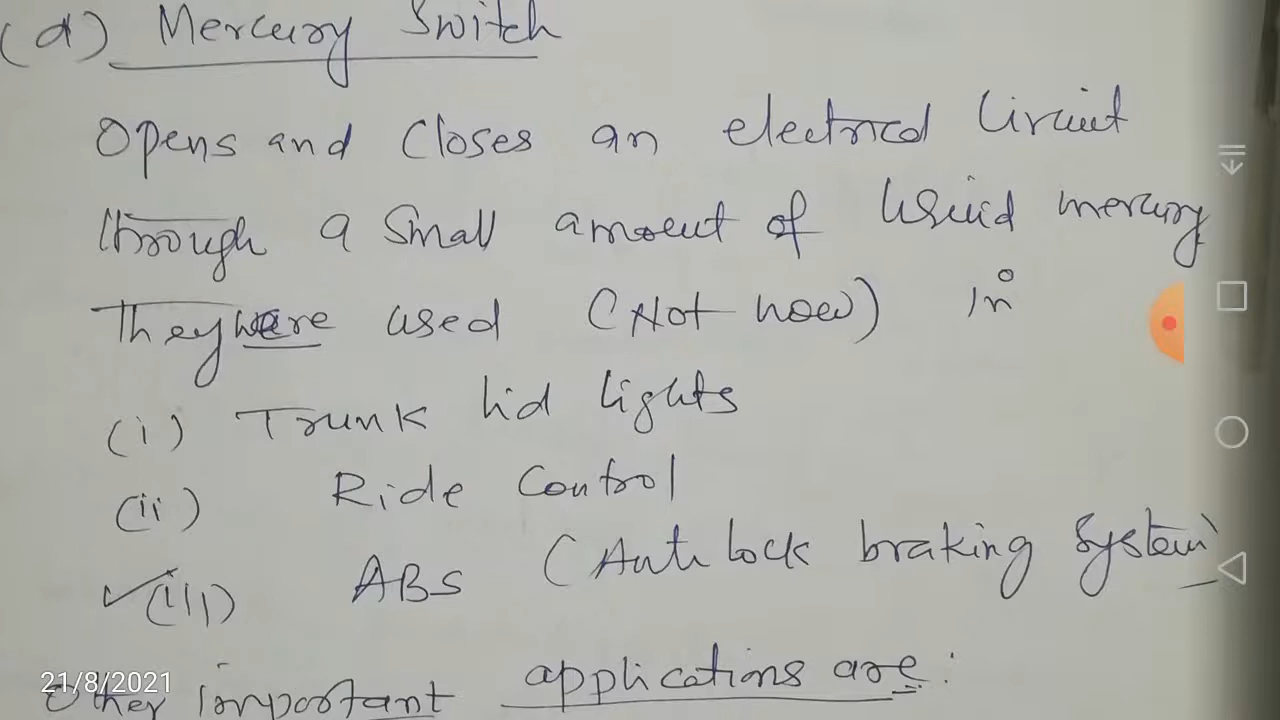 (d) Mercury Switch
Opens and Closes an electrical Circuit
through a Small amount of liquid mercury
They were used (Not now) in
(i) Trunk lid lights
(ii) Ride Control
(iii) ABS (Anti lock braking System)
Other important applications are:
21/8/2021